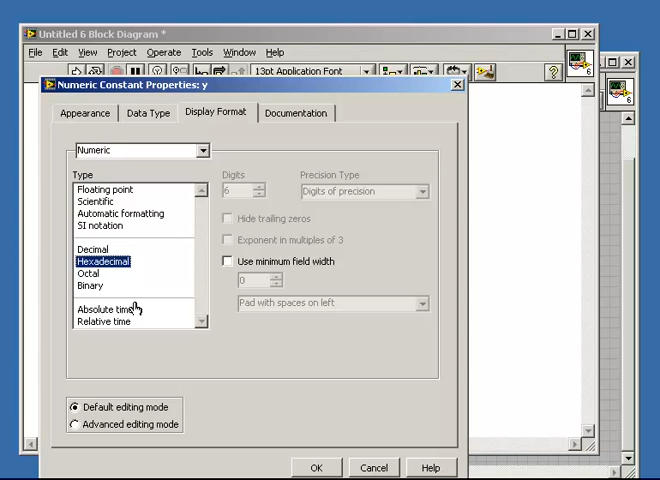 Untitled 6 Block Diagram *
File Edit View Project Operate Tools Window Help
13pt Application Font
?
6
6
Numeric Constant Properties: y
Appearance Data Type Display Format Documentation
Numeric
Type
Floating point
Scientific
Automatic formatting
SI notation
Decimal
Hexadecimal
Octal
Binary
Absolute time
Relative time
Digits
6
Precision Type
Digits of precision
Hide trailing zeros
Exponent in multiples of 3
Use minimum field width
0
Pad with spaces on left
Default editing mode
Advanced editing mode
OK Cancel Help